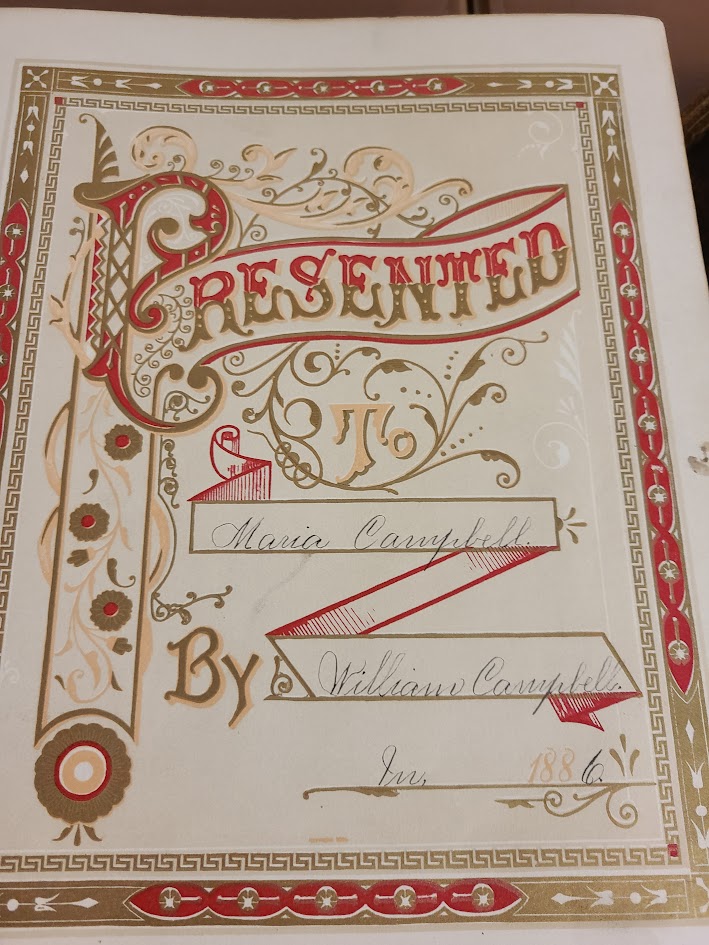 PRESENTED
To
Maria Campbell.
By
William Campbell.
In, 1886.